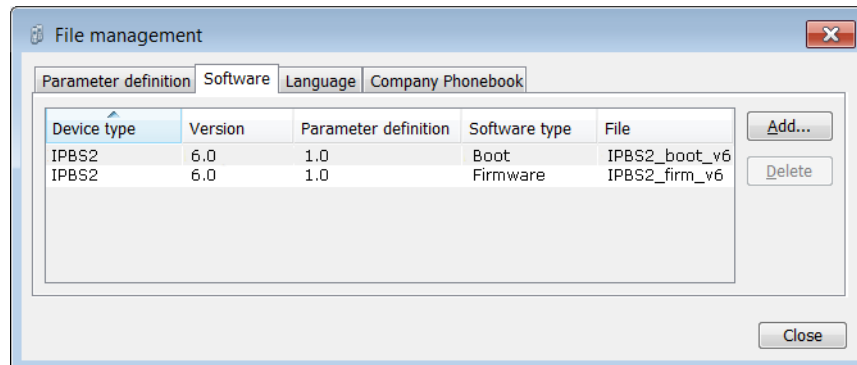 File management
Parameter definition Software Language Company Phonebook
Device type Version Parameter definition Software type File
IPBS2 6.0 1.0 Boot IPBS2_boot_v6
IPBS2 6.0 1.0 Firmware IPBS2_firm_v6
Add...
Delete
Close